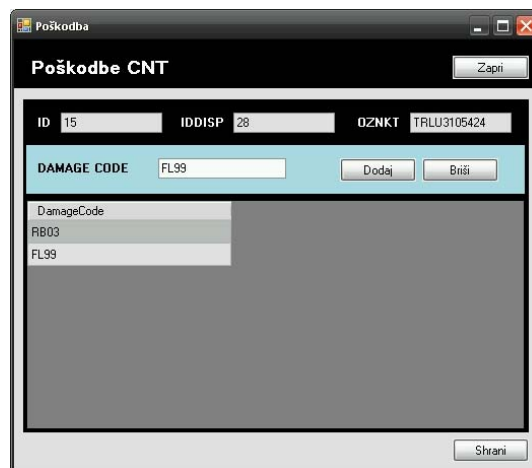 Poškodba
Poškodbe CNT
Zapri
ID 15 IDDISP 28 OZNKT TRLU3105424
DAMAGE CODE FL99 Dodaj Briši
DamageCode
RB03
FL99
Shrani